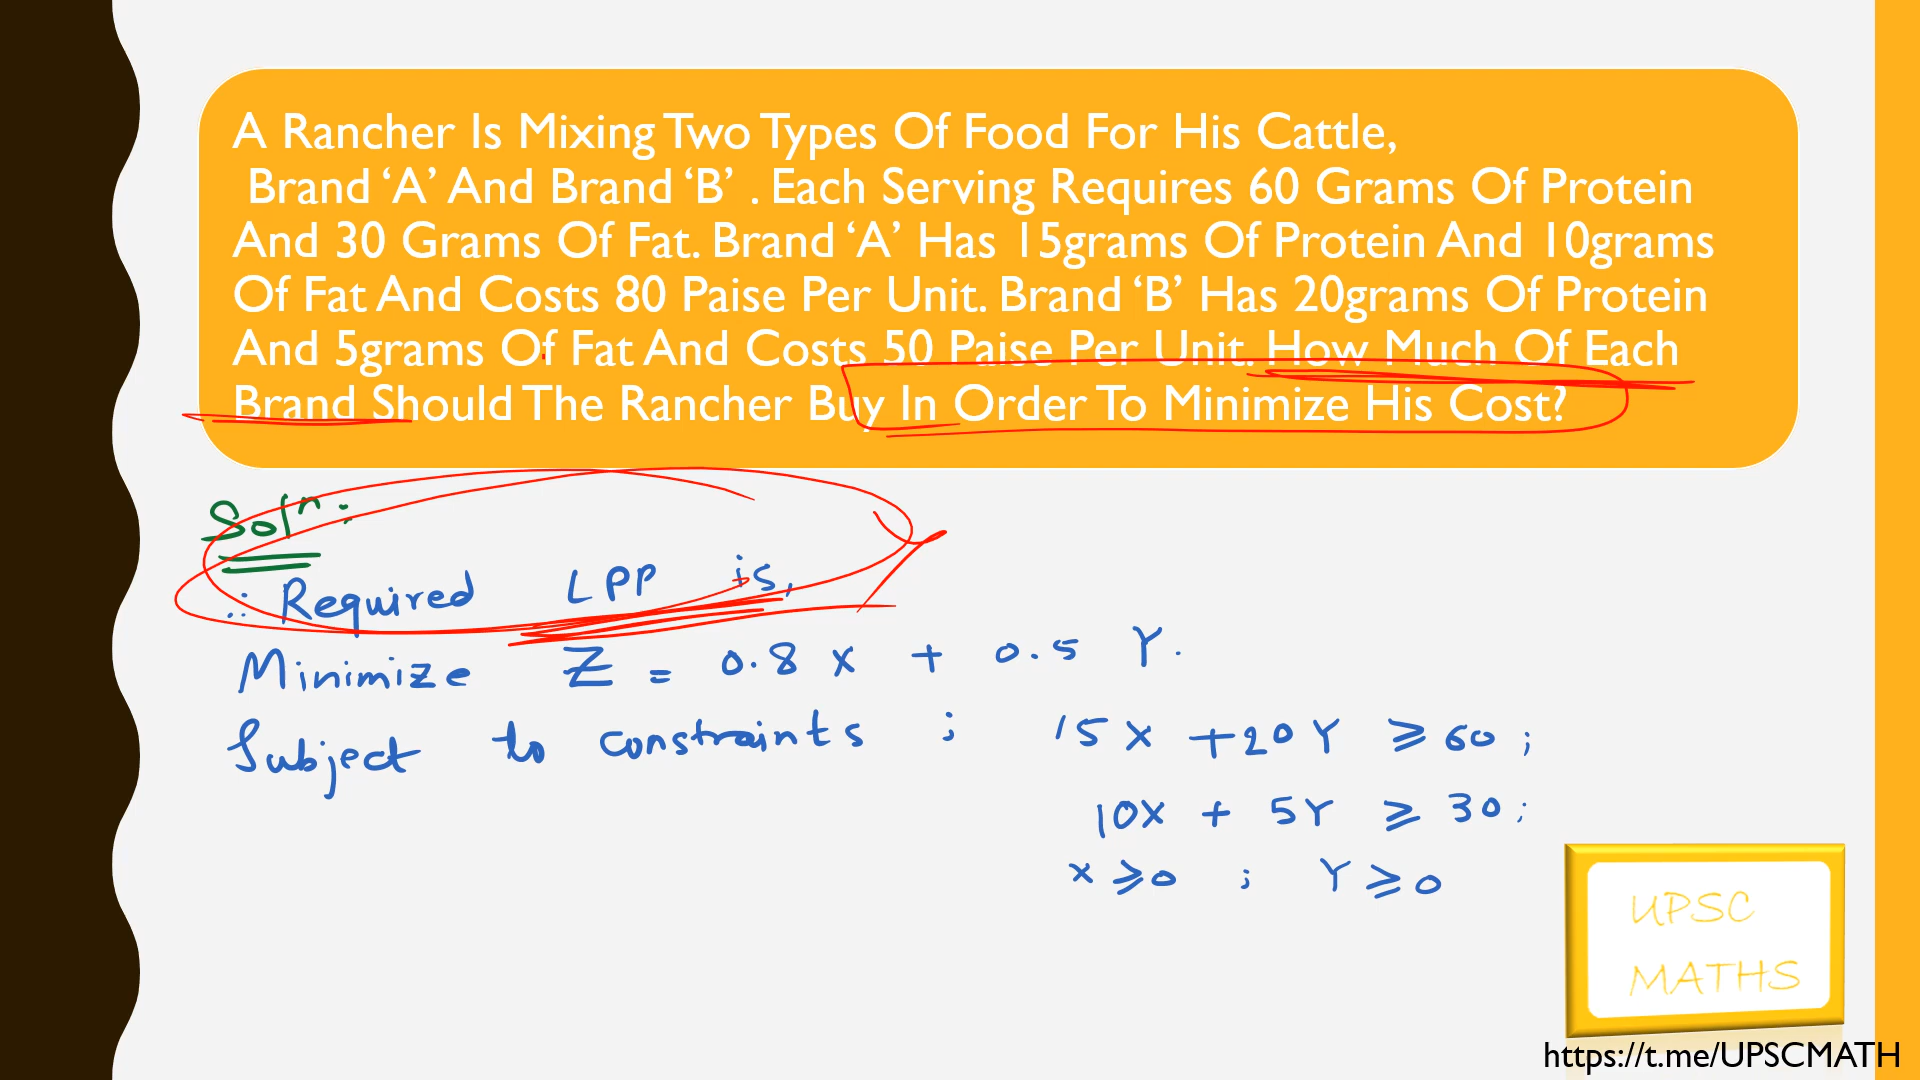 A Rancher Is Mixing Two Types Of Food For His Cattle,
Brand ‘A’ And Brand ‘B’ . Each Serving Requires 60 Grams Of Protein
And 30 Grams Of Fat. Brand ‘A’ Has 15grams Of Protein And 10grams
Of Fat And Costs 80 Paise Per Unit. Brand ‘B’ Has 20grams Of Protein
And 5grams Of Fat And Costs 50 Paise Per Unit. How Much Of Each
Brand Should The Rancher Buy In Order To Minimize His Cost?
Soln:
∴ Required LPP is,
Minimize Z = 0.8 X + 0.5 Y.
Subject to constraints ; 15 X + 20 Y ≥ 60 ;
10X + 5Y ≥ 30 ;
X ≥ 0 ; Y ≥ 0
UPSC
MATHS
https://t.me/UPSCMATH